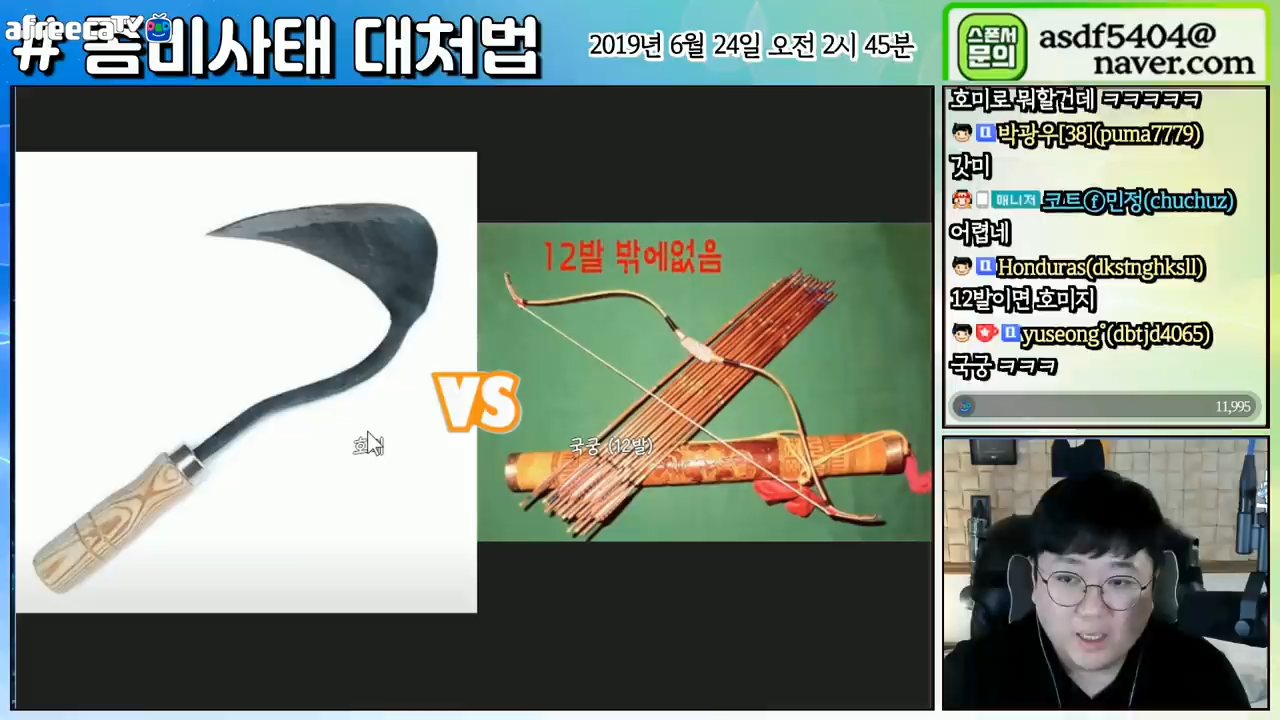 afreecaTV
# 좀비사태 대처법
2019년 6월 24일 오전 2시 45분
스폰서
문의
asdf5404@
naver.com
12발 밖에없음
VS
국궁 (12발)
호미로 뭐할건데 ㅋㅋㅋㅋㅋ
박광우[38](puma7779)
갓미
매니저 코트ⓕ민정(chuchuz)
어렵네
Honduras(dkstnghksll)
12발이면 호미지
yuseong˚(dbtjd4065)
국궁 ㅋㅋㅋ
11,995